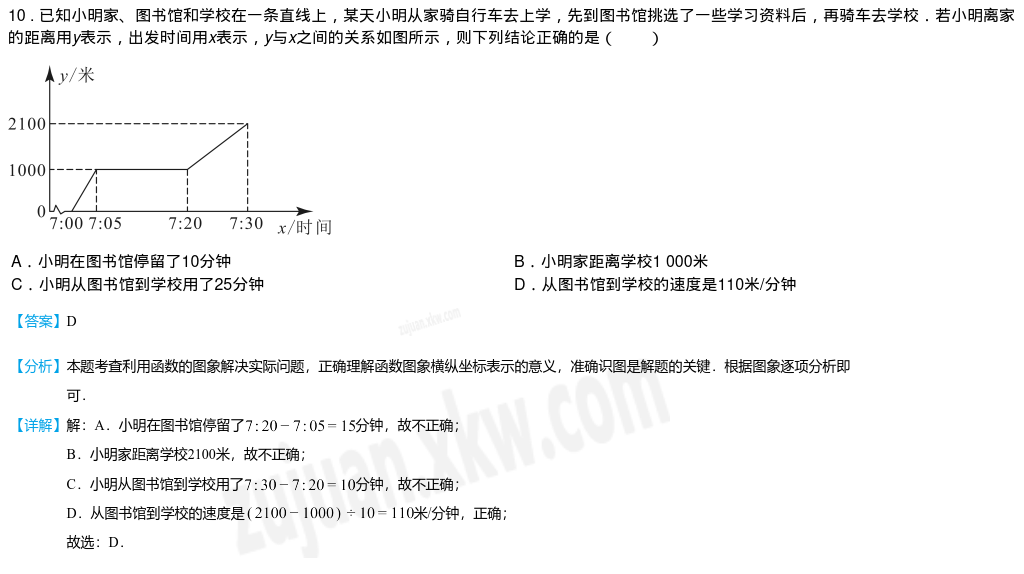 10．已知小明家、图书馆和学校在一条直线上，某天小明从家骑自行车去上学，先到图书馆挑选了一些学习资料后，再骑车去学校．若小明离家
的距离用y表示，出发时间用x表示，y与x之间的关系如图所示，则下列结论正确的是（　　）
y/米
2100
1000
0
7:00 7:05 7:20 7:30 x/时间
A．小明在图书馆停留了10分钟 B．小明家距离学校1 000米
C．小明从图书馆到学校用了25分钟 D．从图书馆到学校的速度是110米/分钟
【答案】D
zujuan.xkw.com
【分析】本题考查利用函数的图象解决实际问题，正确理解函数图象横纵坐标表示的意义，准确识图是解题的关键．根据图象逐项分析即
可．
【详解】解：A．小明在图书馆停留了7:20－7:05＝15分钟，故不正确；
B．小明家距离学校2100米，故不正确；
C．小明从图书馆到学校用了7:30－7:20＝10分钟，故不正确；
D．从图书馆到学校的速度是(2100－1000)÷10＝110米/分钟，正确；
故选：D．
zujuan.xkw.com